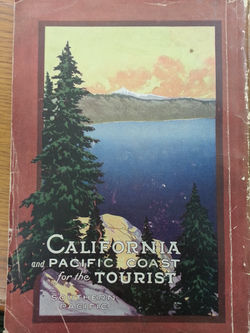 CALIFORNIA
and PACIFIC COAST
for the TOURIST
SOUTHERN
PACIFIC